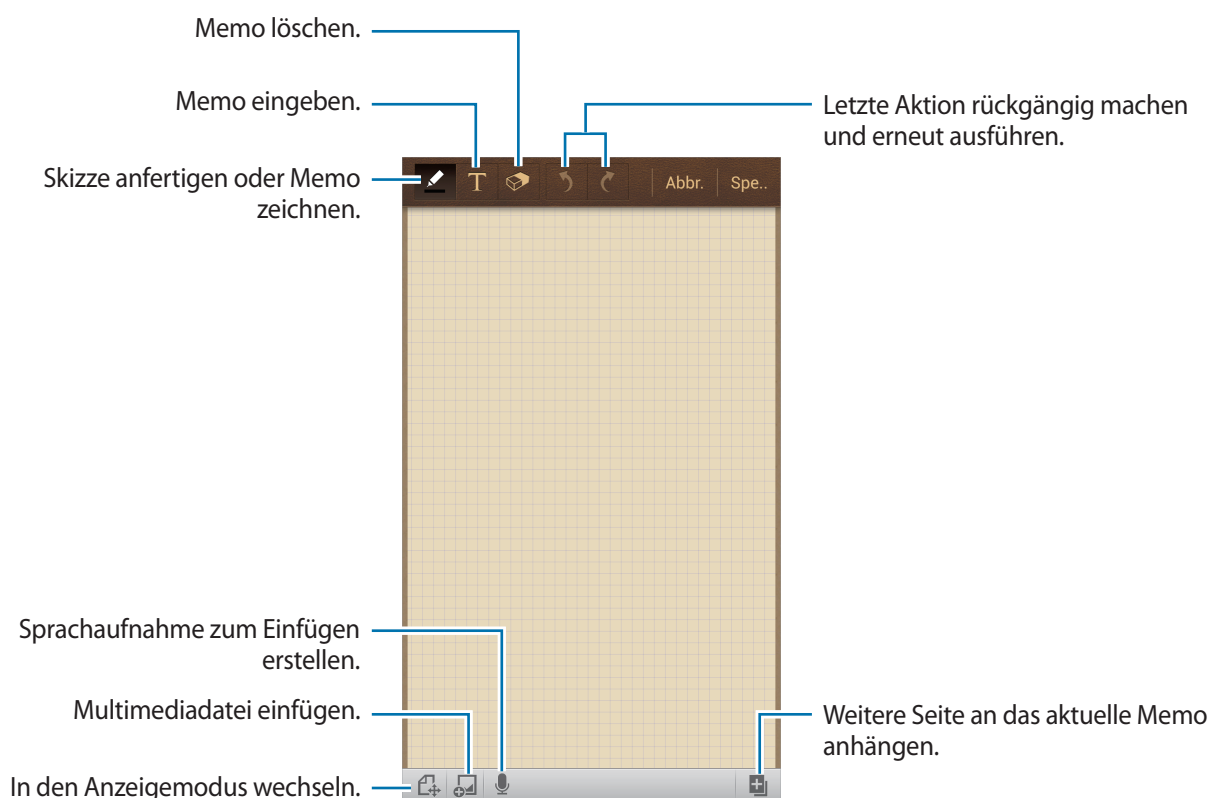 Memo löschen.
Memo eingeben.
Letzte Aktion rückgängig machen
und erneut ausführen.
Skizze anfertigen oder Memo
zeichnen.
T
Abbr.
Spe..
Sprachaufnahme zum Einfügen
erstellen.
Multimediadatei einfügen.
Weitere Seite an das aktuelle Memo
anhängen.
In den Anzeigemodus wechseln.